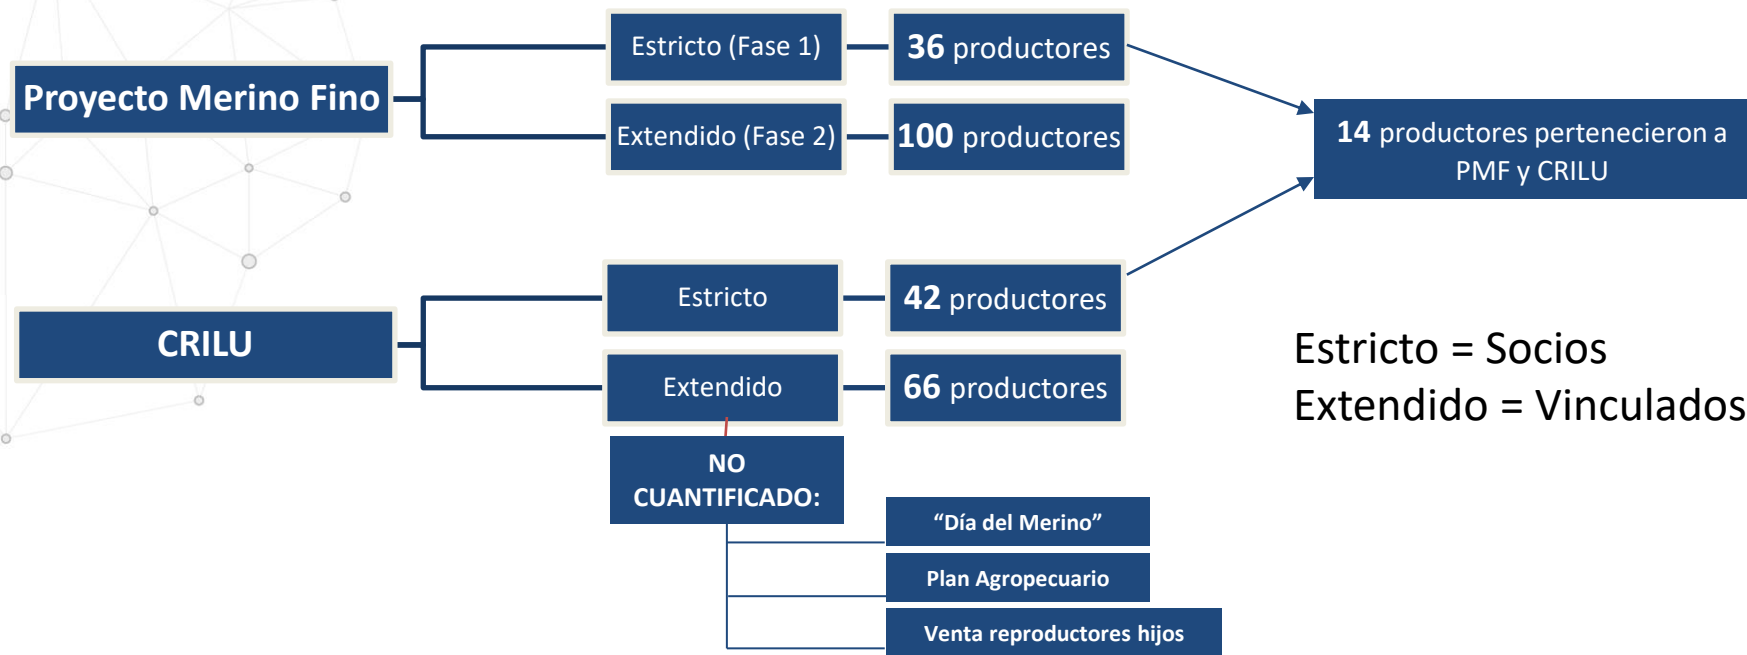 Proyecto Merino Fino
Estricto (Fase 1)
36 productores
Extendido (Fase 2)
100 productores
14 productores pertenecieron a
PMF y CRILU
CRILU
Estricto
42 productores
Extendido
66 productores
Estricto = Socios
Extendido = Vinculados
NO
CUANTIFICADO:
“Día del Merino”
Plan Agropecuario
Venta reproductores hijos